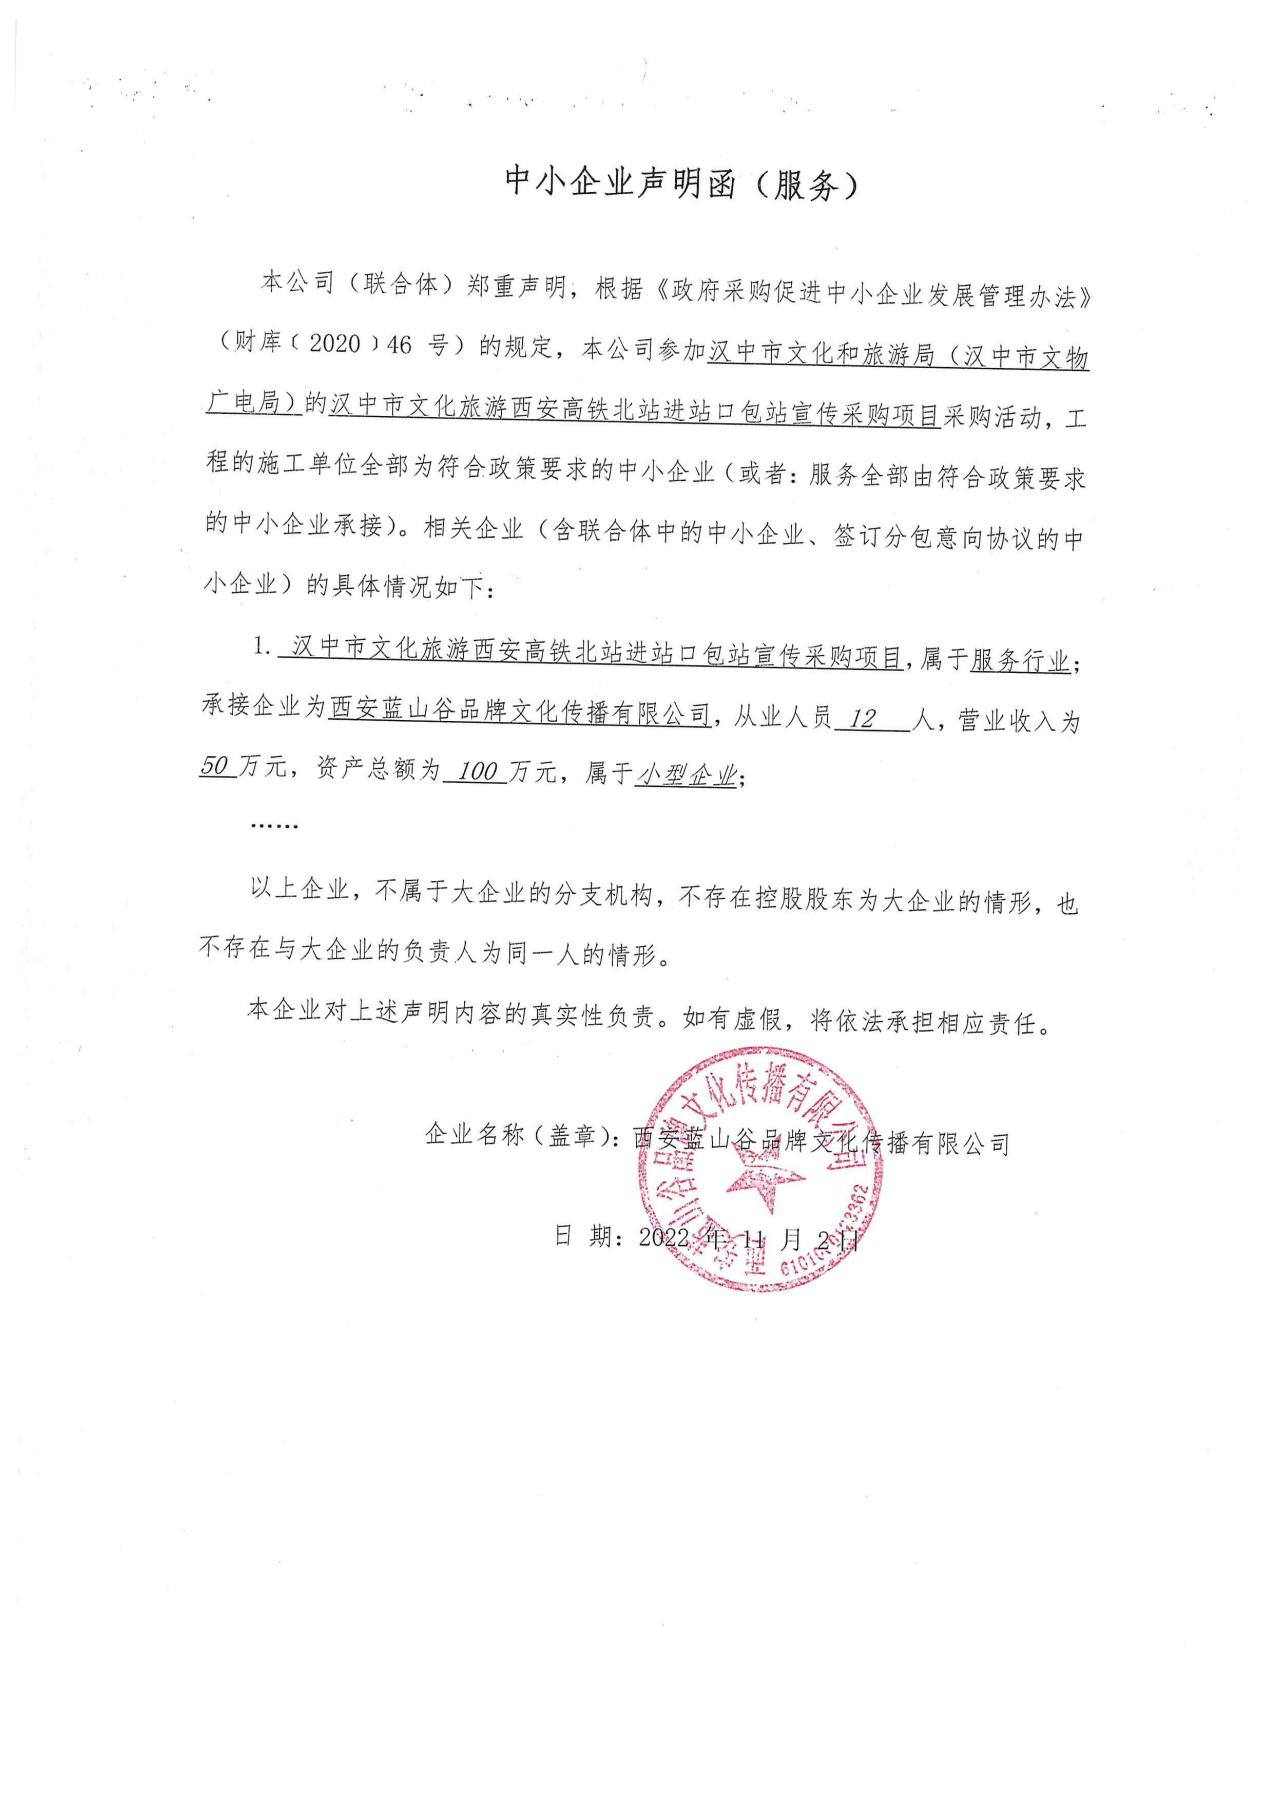 中小企业声明函（服务）
本公司（联合体）郑重声明，根据《政府采购促进中小企业发展管理办法》
（财库﹝2020﹞46 号）的规定，本公司参加汉中市文化和旅游局（汉中市文物
广电局）的汉中市文化旅游西安高铁北站进站口包站宣传采购项目采购活动，工
程的施工单位全部为符合政策要求的中小企业（或者：服务全部由符合政策要求
的中小企业承接）。相关企业（含联合体中的中小企业、签订分包意向协议的中
小企业）的具体情况如下：
1. 汉中市文化旅游西安高铁北站进站口包站宣传采购项目，属于服务行业；
承接企业为西安蓝山谷品牌文化传播有限公司，从业人员 12 人，营业收入为
50 万元，资产总额为 100 万元，属于小型企业；
……
以上企业，不属于大企业的分支机构，不存在控股股东为大企业的情形，也
不存在与大企业的负责人为同一人的情形。
本企业对上述声明内容的真实性负责。如有虚假，将依法承担相应责任。
企业名称（盖章）：西安蓝山谷品牌文化传播有限公司
日 期：2022 年 11 月 2日
西安蓝山谷品牌文化传播有限公司